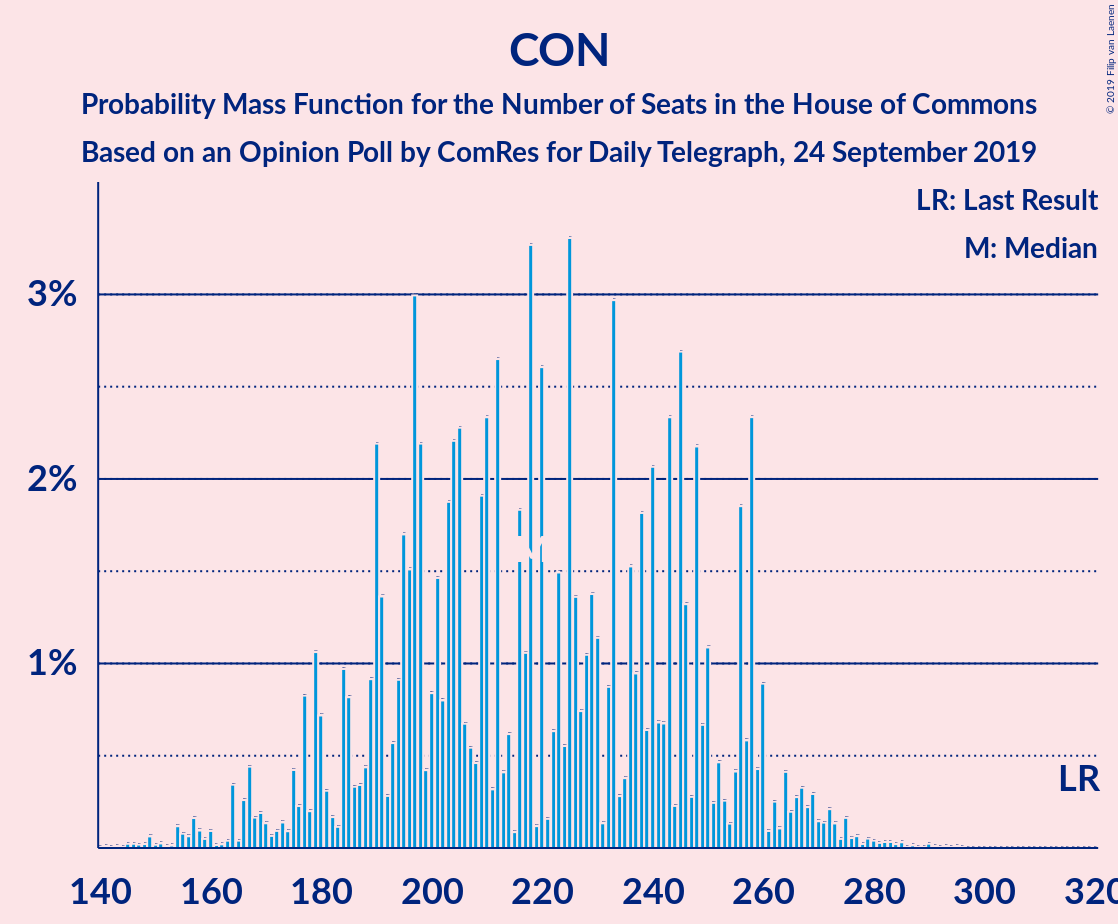 CON
Probability Mass Function for the Number of Seats in the House of Commons
Based on an Opinion Poll by ComRes for Daily Telegraph, 24 September 2019
© 2019 Filip van Laenen
LR: Last Result
M: Median
3%
2%
M
1%
LR
140 160 180 200 220 240 260 280 300 320